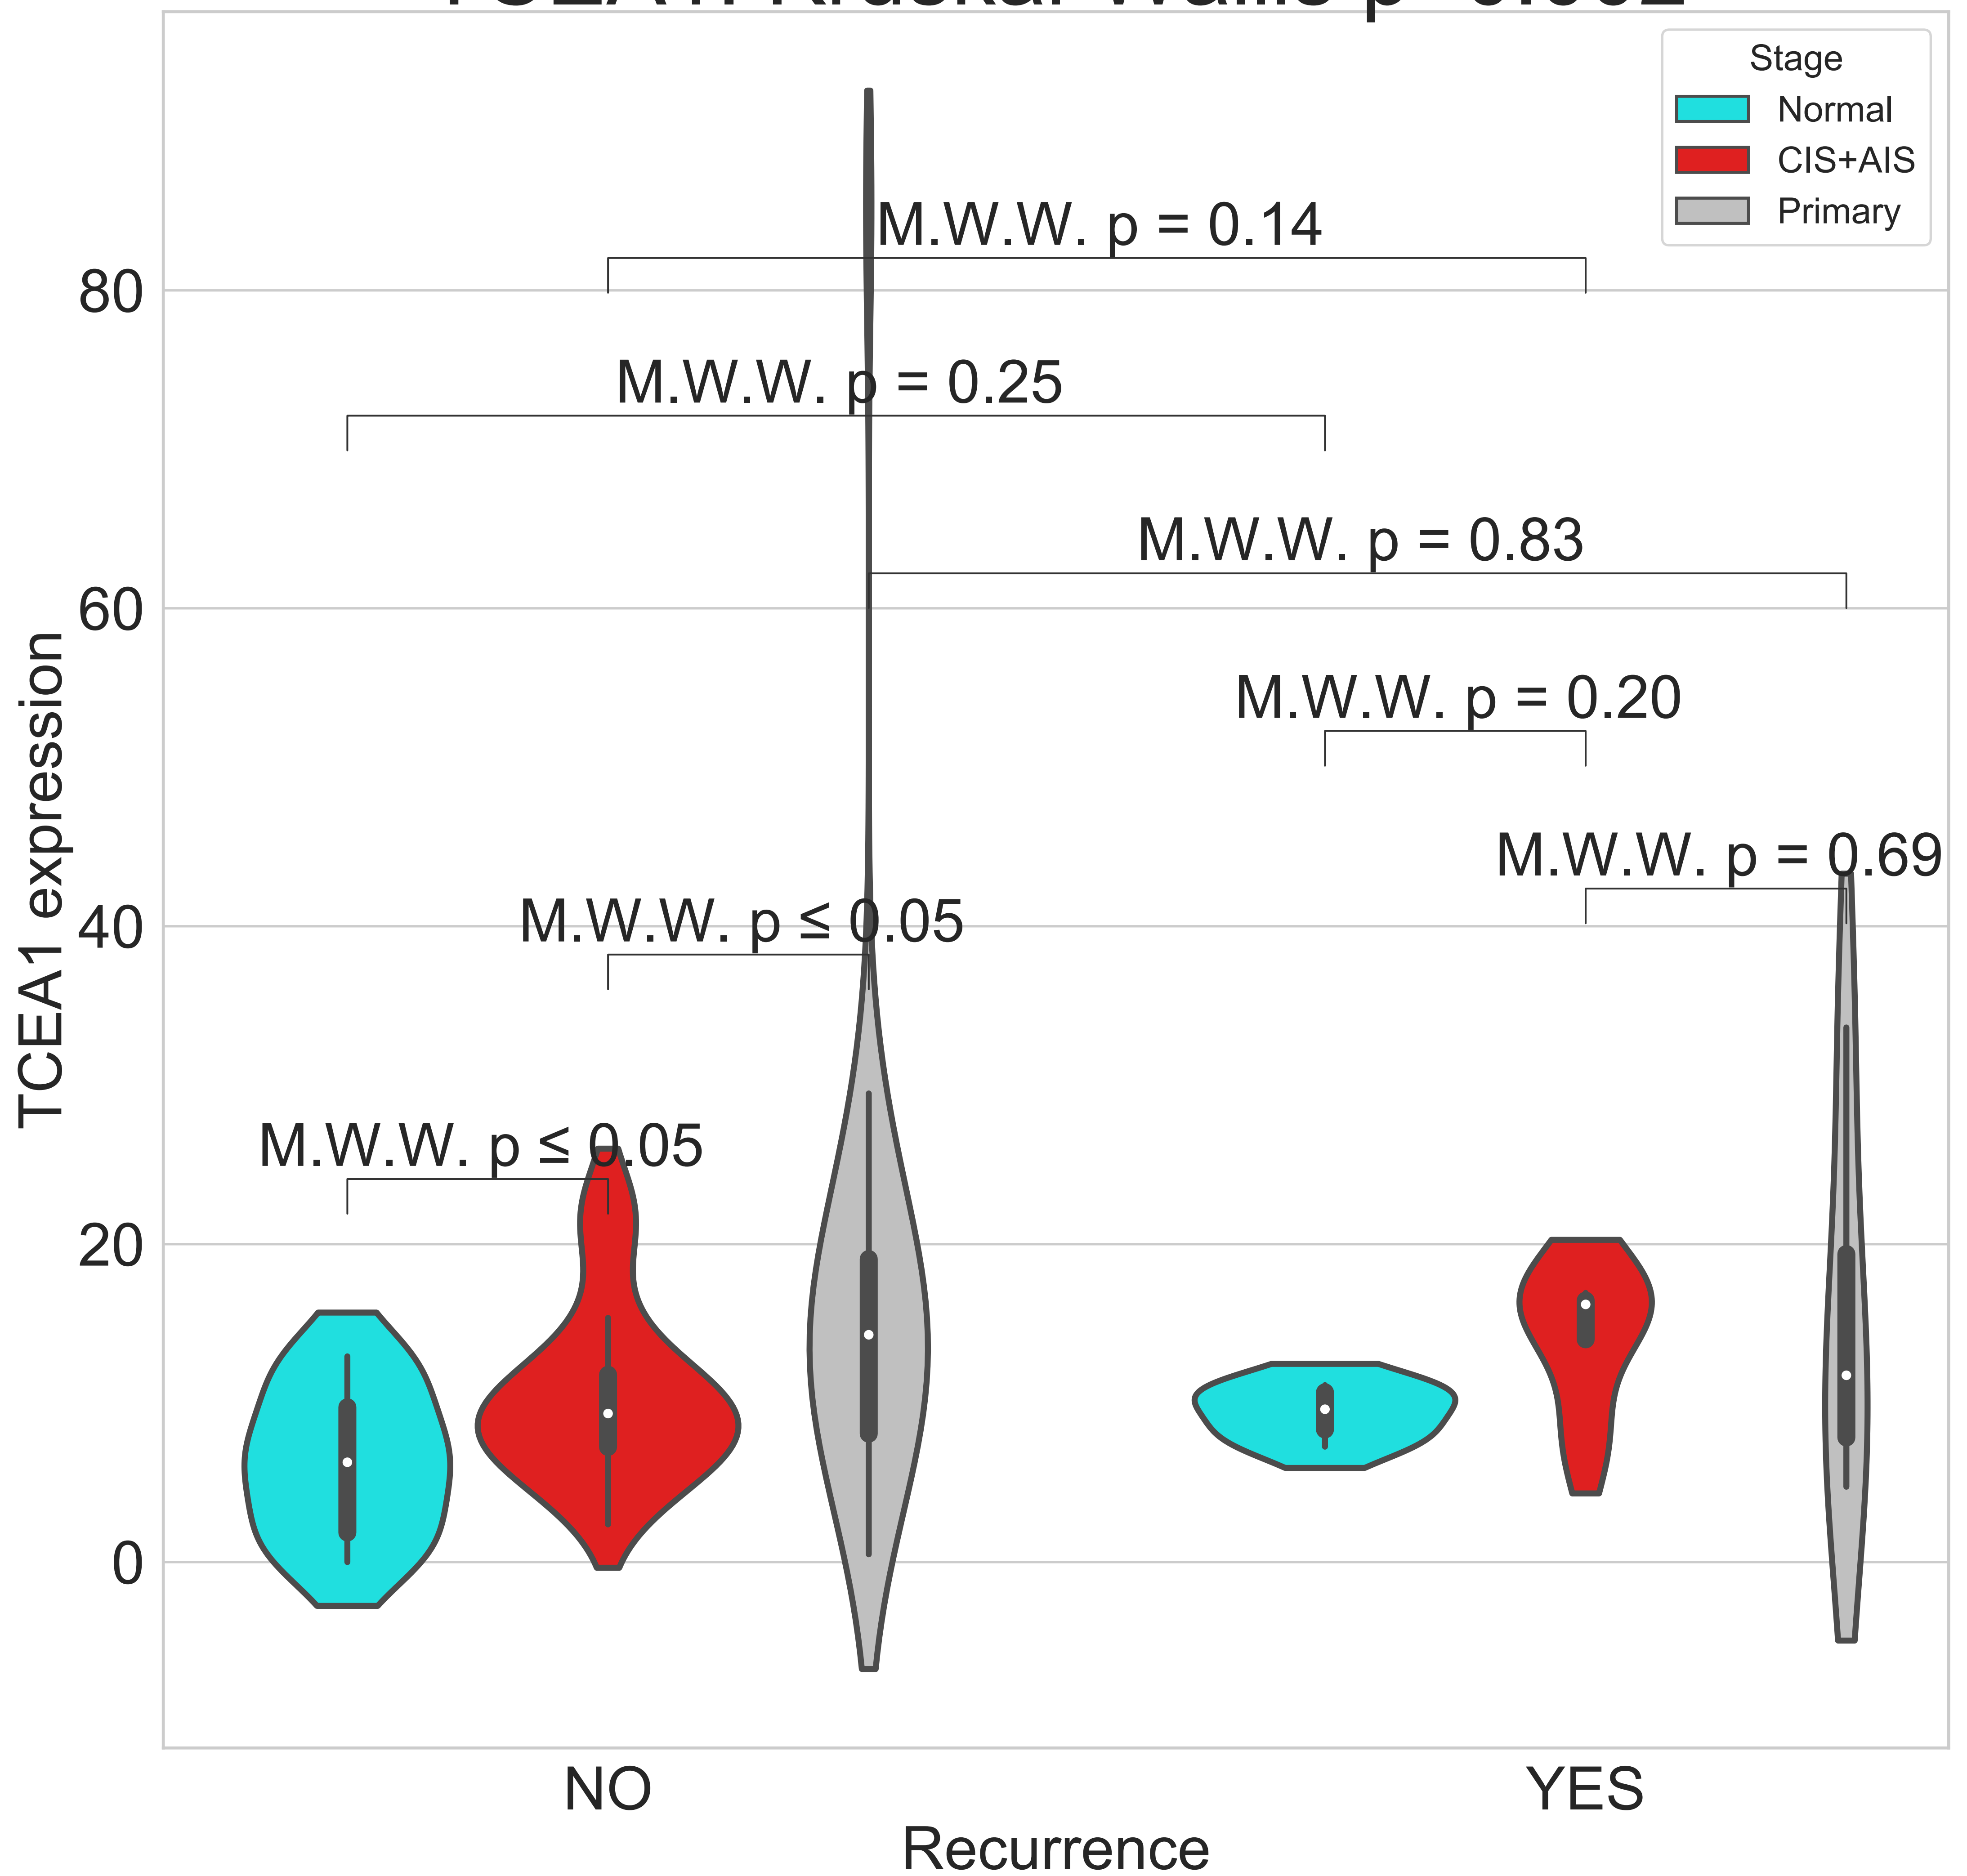 Stage
Normal
CIS+AIS
Primary
M.W.W. p = 0.14
M.W.W. p = 0.25
M.W.W. p = 0.83
M.W.W. p = 0.20
M.W.W. p = 0.69
M.W.W. p ≤ 0.05
M.W.W. p ≤ 0.05
80
60
40
20
0
TCEA1 expression
NO
YES
Recurrence